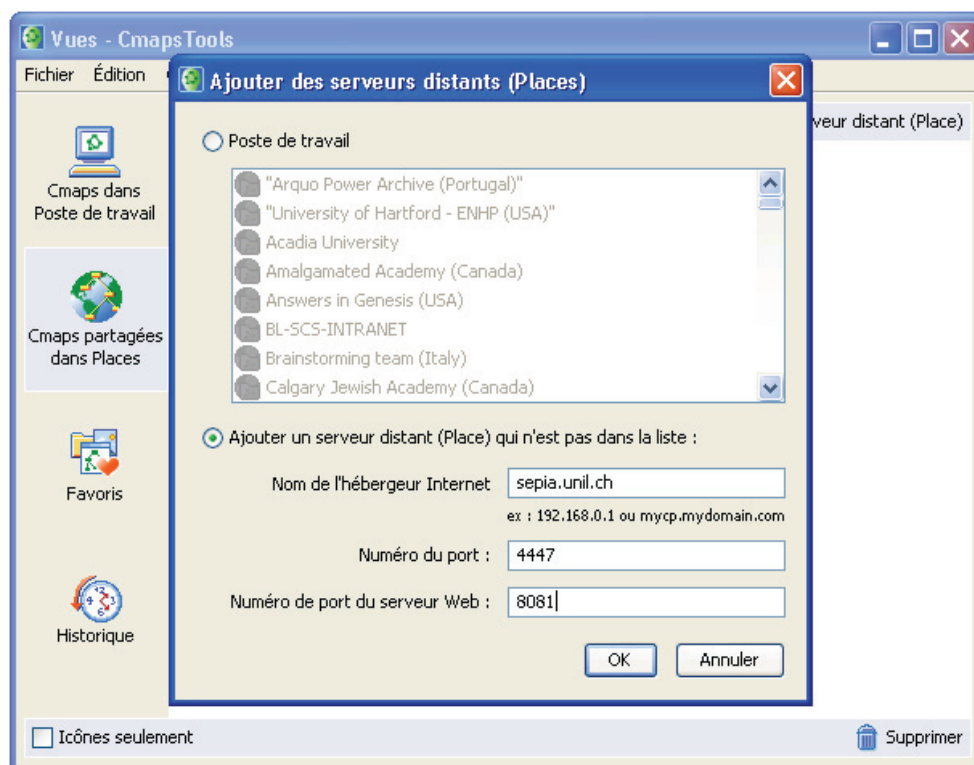 Vues - CmapsTools
Fichier Édition
Ajouter des serveurs distants (Places)
veur distant (Place)
Poste de travail
"Arquo Power Archive (Portugal)"
"University of Hartford - ENHP (USA)"
Acadia University
Amalgamated Academy (Canada)
Answers in Genesis (USA)
BL-SCS-INTRANET
Brainstorming team (Italy)
Calgary Jewish Academy (Canada)
Cmaps dans
Poste de travail
Cmaps partagées
dans Places
Favoris
Historique
Ajouter un serveur distant (Place) qui n'est pas dans la liste :
Nom de l'hébergeur Internet sepia.unil.ch
ex : 192.168.0.1 ou mycp.mydomain.com
Numéro du port : 4447
Numéro de port du serveur Web : 8081
OK Annuler
Icônes seulement Supprimer